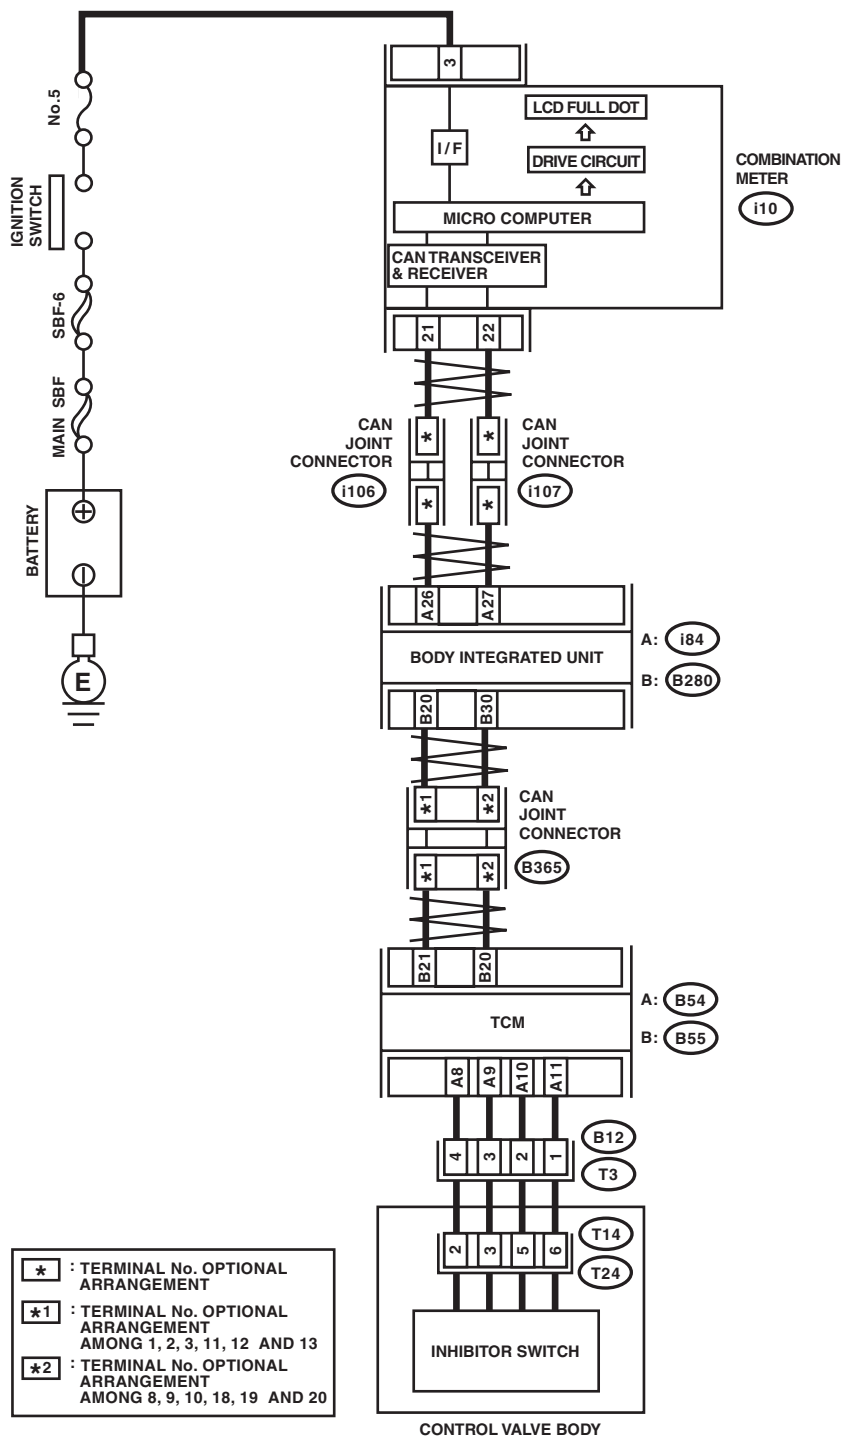 3
No.5
IGNITION
SWITCH
SBF-6
MAIN SBF
BATTERY
E
LCD FULL DOT
I/F
DRIVE CIRCUIT
MICRO COMPUTER
CAN TRANSCEIVER
& RECEIVER
COMBINATION
METER
i10
21 22
CAN
JOINT
CONNECTOR
i106
* *
* *
CAN
JOINT
CONNECTOR
i107
A26 A27
BODY INTEGRATED UNIT
A: i84
B: B280
B20 B30
*1 *2
*1 *2
CAN
JOINT
CONNECTOR
B365
B21 B20
TCM
A: B54
B: B55
A8 A9 A10 A11
4 3 2 1
B12
T3
2 3 5 6
T14
T24
INHIBITOR SWITCH
CONTROL VALVE BODY
* : TERMINAL No. OPTIONAL
ARRANGEMENT
*1 : TERMINAL No. OPTIONAL
ARRANGEMENT
AMONG 1, 2, 3, 11, 12 AND 13
*2 : TERMINAL No. OPTIONAL
ARRANGEMENT
AMONG 8, 9, 10, 18, 19 AND 20